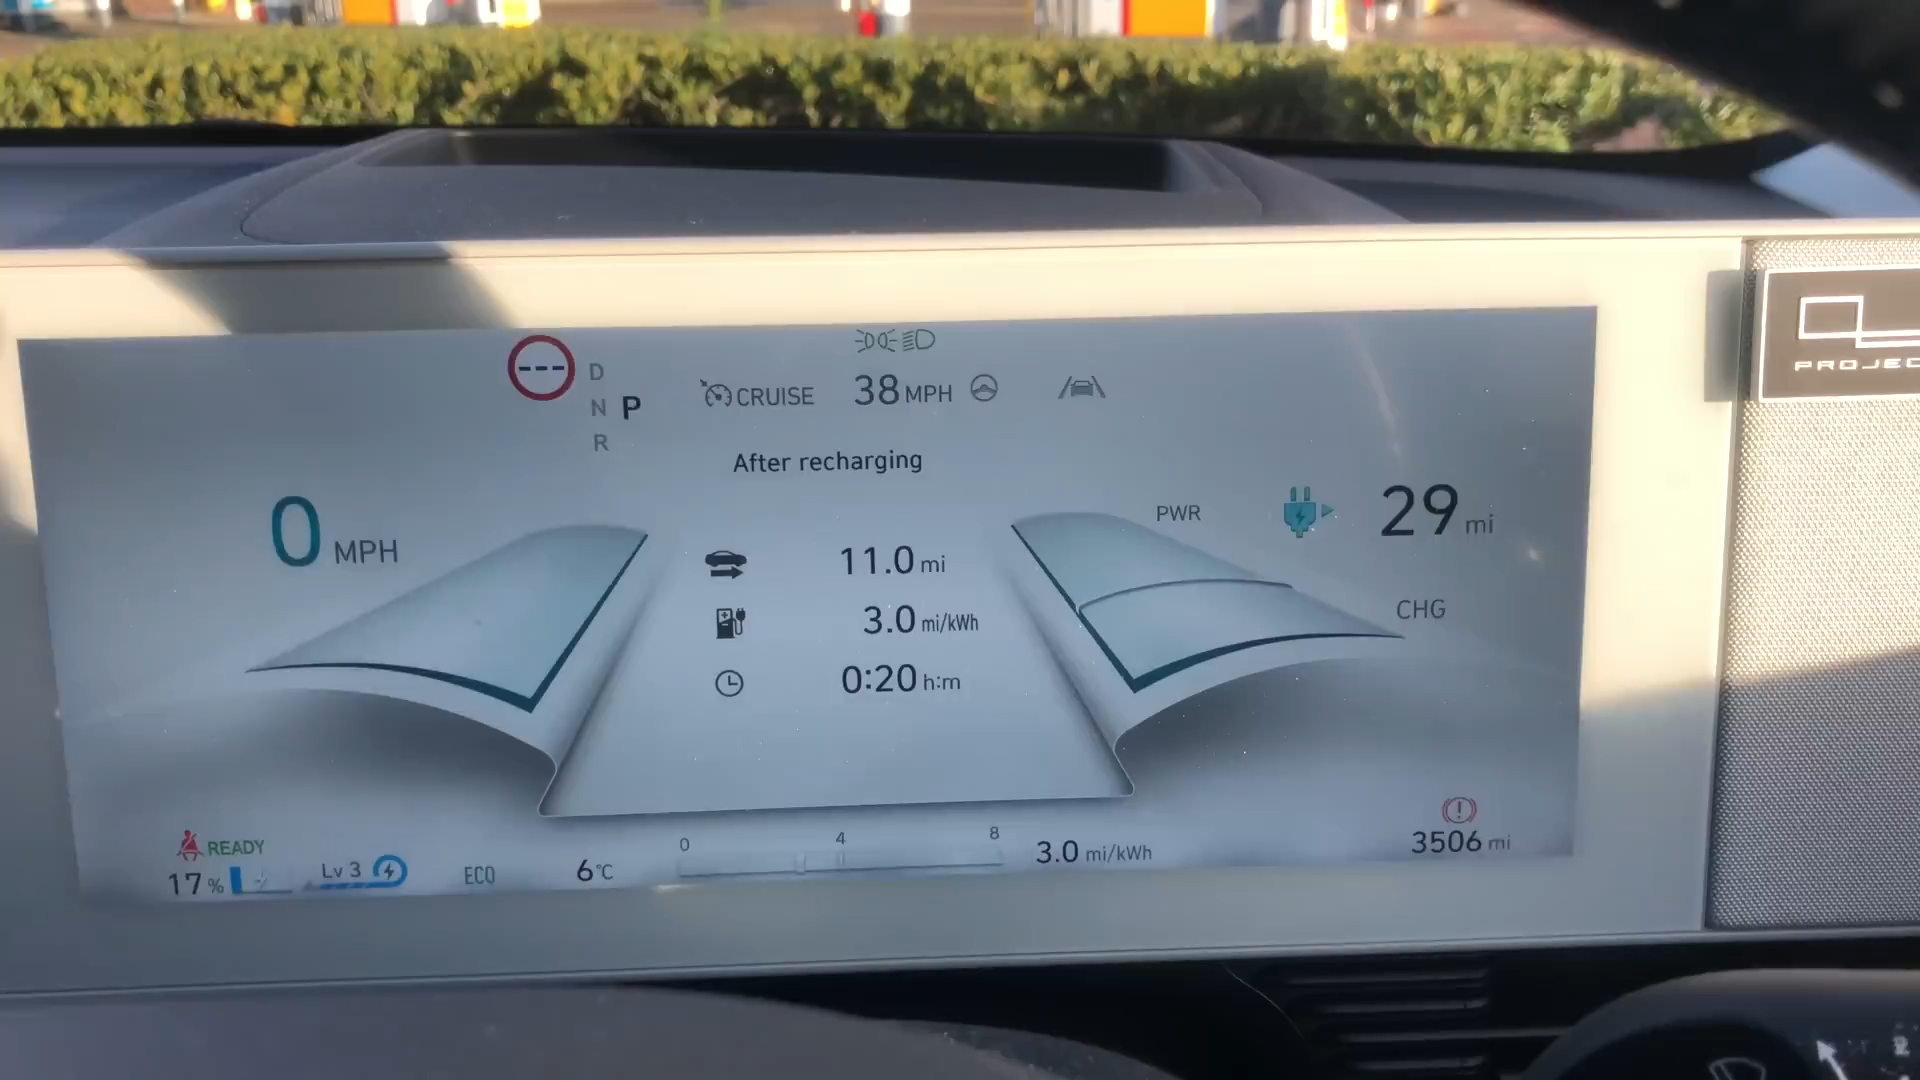 ---
D
N P
R
CRUISE 38 MPH
After recharging
0 MPH
11.0 mi
3.0 mi/kWh
0:20 h:m
PWR
29 mi
CHG
READY
17 %
Lv 3
ECO
6°C
0 4 8
3.0 mi/kWh
3506 mi
PROJEC
2